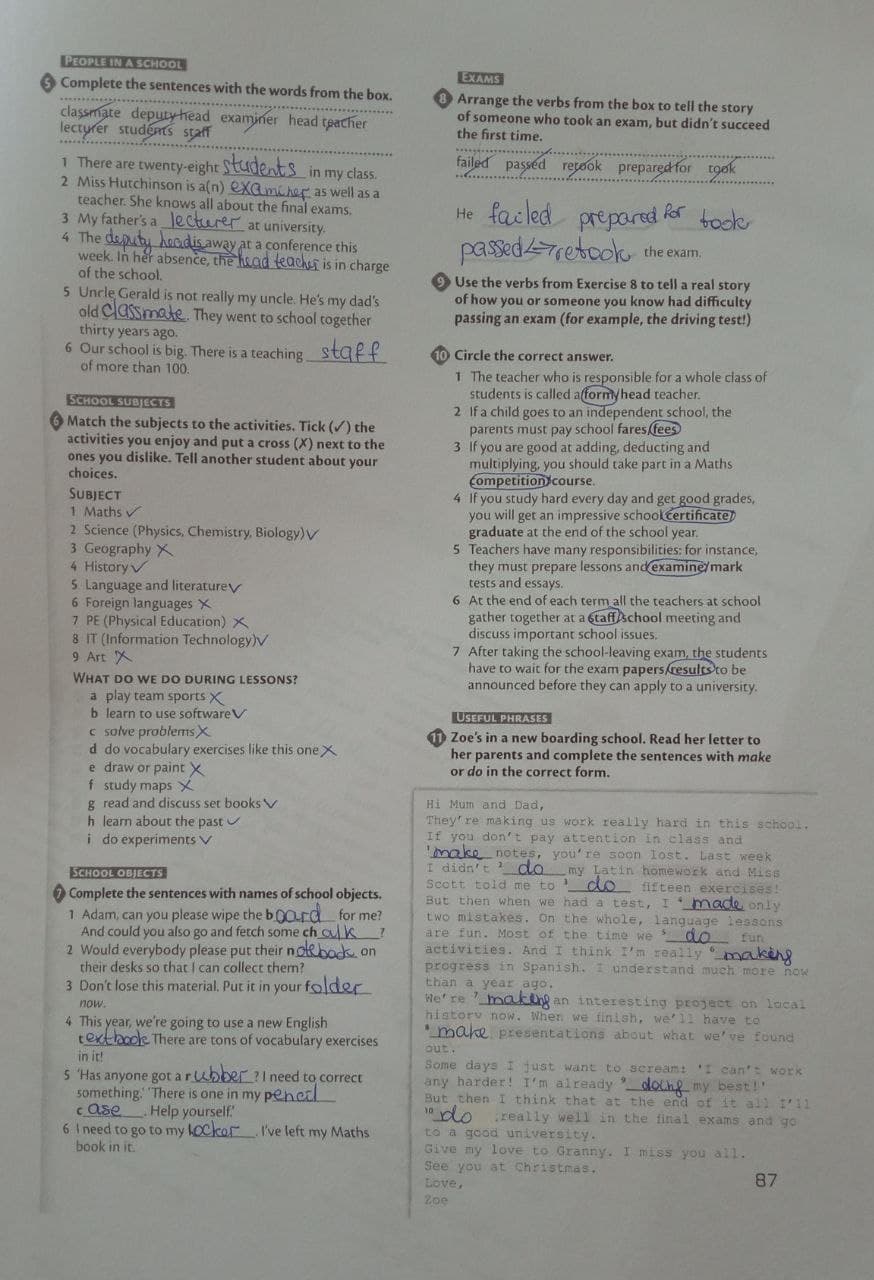 PEOPLE IN A SCHOOL
5 Complete the sentences with the words from the box.
classmate deputy head examiner head teacher
lecturer students staff
1 There are twenty-eight students in my class.
2 Miss Hutchinson is a(n) examiner as well as a
teacher. She knows all about the final exams.
3 My father's a lecturer at university.
4 The deputy head is away at a conference this
week. In her absence, the head teacher is in charge
of the school.
5 Uncle Gerald is not really my uncle. He's my dad's
old classmate. They went to school together
thirty years ago.
6 Our school is big. There is a teaching staff
of more than 100.
SCHOOL SUBJECTS
6 Match the subjects to the activities. Tick (✓) the
activities you enjoy and put a cross (✗) next to the
ones you dislike. Tell another student about your
choices.
SUBJECT
1 Maths ✓
2 Science (Physics, Chemistry, Biology) ✓
3 Geography ✗
4 History ✓
5 Language and literature ✓
6 Foreign languages ✗
7 PE (Physical Education) ✗
8 IT (Information Technology) ✓
9 Art ✗
WHAT DO WE DO DURING LESSONS?
a play team sports ✗
b learn to use software ✓
c solve problems ✗
d do vocabulary exercises like this one ✗
e draw or paint ✗
f study maps ✗
g read and discuss set books ✓
h learn about the past ✓
i do experiments ✓
SCHOOL OBJECTS
7 Complete the sentences with names of school objects.
1 Adam, can you please wipe the board for me?
And could you also go and fetch some chalk?
2 Would everybody please put their notebook on
their desks so that I can collect them?
3 Don't lose this material. Put it in your folder
now.
4 This year, we're going to use a new English
textbook. There are tons of vocabulary exercises
in it!
5 'Has anyone got a rubber? I need to correct
something.' 'There is one in my pencil
case. Help yourself.'
6 I need to go to my locker. I've left my Maths
book in it.
EXAMS
8 Arrange the verbs from the box to tell the story
of someone who took an exam, but didn't succeed
the first time.
failed passed retook prepared for took
He failed prepared for took
passed ↔ retook the exam.
9 Use the verbs from Exercise 8 to tell a real story
of how you or someone you know had difficulty
passing an exam (for example, the driving test!)
10 Circle the correct answer.
1 The teacher who is responsible for a whole class of
students is called a form/head teacher.
2 If a child goes to an independent school, the
parents must pay school fares/fees
3 If you are good at adding, deducting and
multiplying, you should take part in a Maths
competition/course.
4 If you study hard every day and get good grades,
you will get an impressive school certificate/
graduate at the end of the school year.
5 Teachers have many responsibilities: for instance,
they must prepare lessons and examine/mark
tests and essays.
6 At the end of each term all the teachers at school
gather together at a staff/school meeting and
discuss important school issues.
7 After taking the school-leaving exam, the students
have to wait for the exam papers/results to be
announced before they can apply to a university.
USEFUL PHRASES
11 Zoe's in a new boarding school. Read her letter to
her parents and complete the sentences with make
or do in the correct form.
Hi Mum and Dad,
They're making us work really hard in this school.
If you don't pay attention in class and
1 make notes, you're soon lost. Last week
I didn't 2 do my Latin homework and Miss
Scott told me to 3 do fifteen exercises!
But then when we had a test, I 4 made only
two mistakes. On the whole, language lessons
are fun. Most of the time we 5 do fun
activities. And I think I'm really 6 making
progress in Spanish. I understand much more now
than a year ago.
We're 7 making an interesting project on local
history now. When we finish, we'll have to
8 make presentations about what we've found
out.
Some days I just want to scream: 'I can't work
any harder! I'm already 9 doing my best!'
But then I think that at the end of it all I'll
10 do really well in the final exams and go
to a good university.
Give my love to Granny. I miss you all.
See you at Christmas.
Love,
Zoe
87